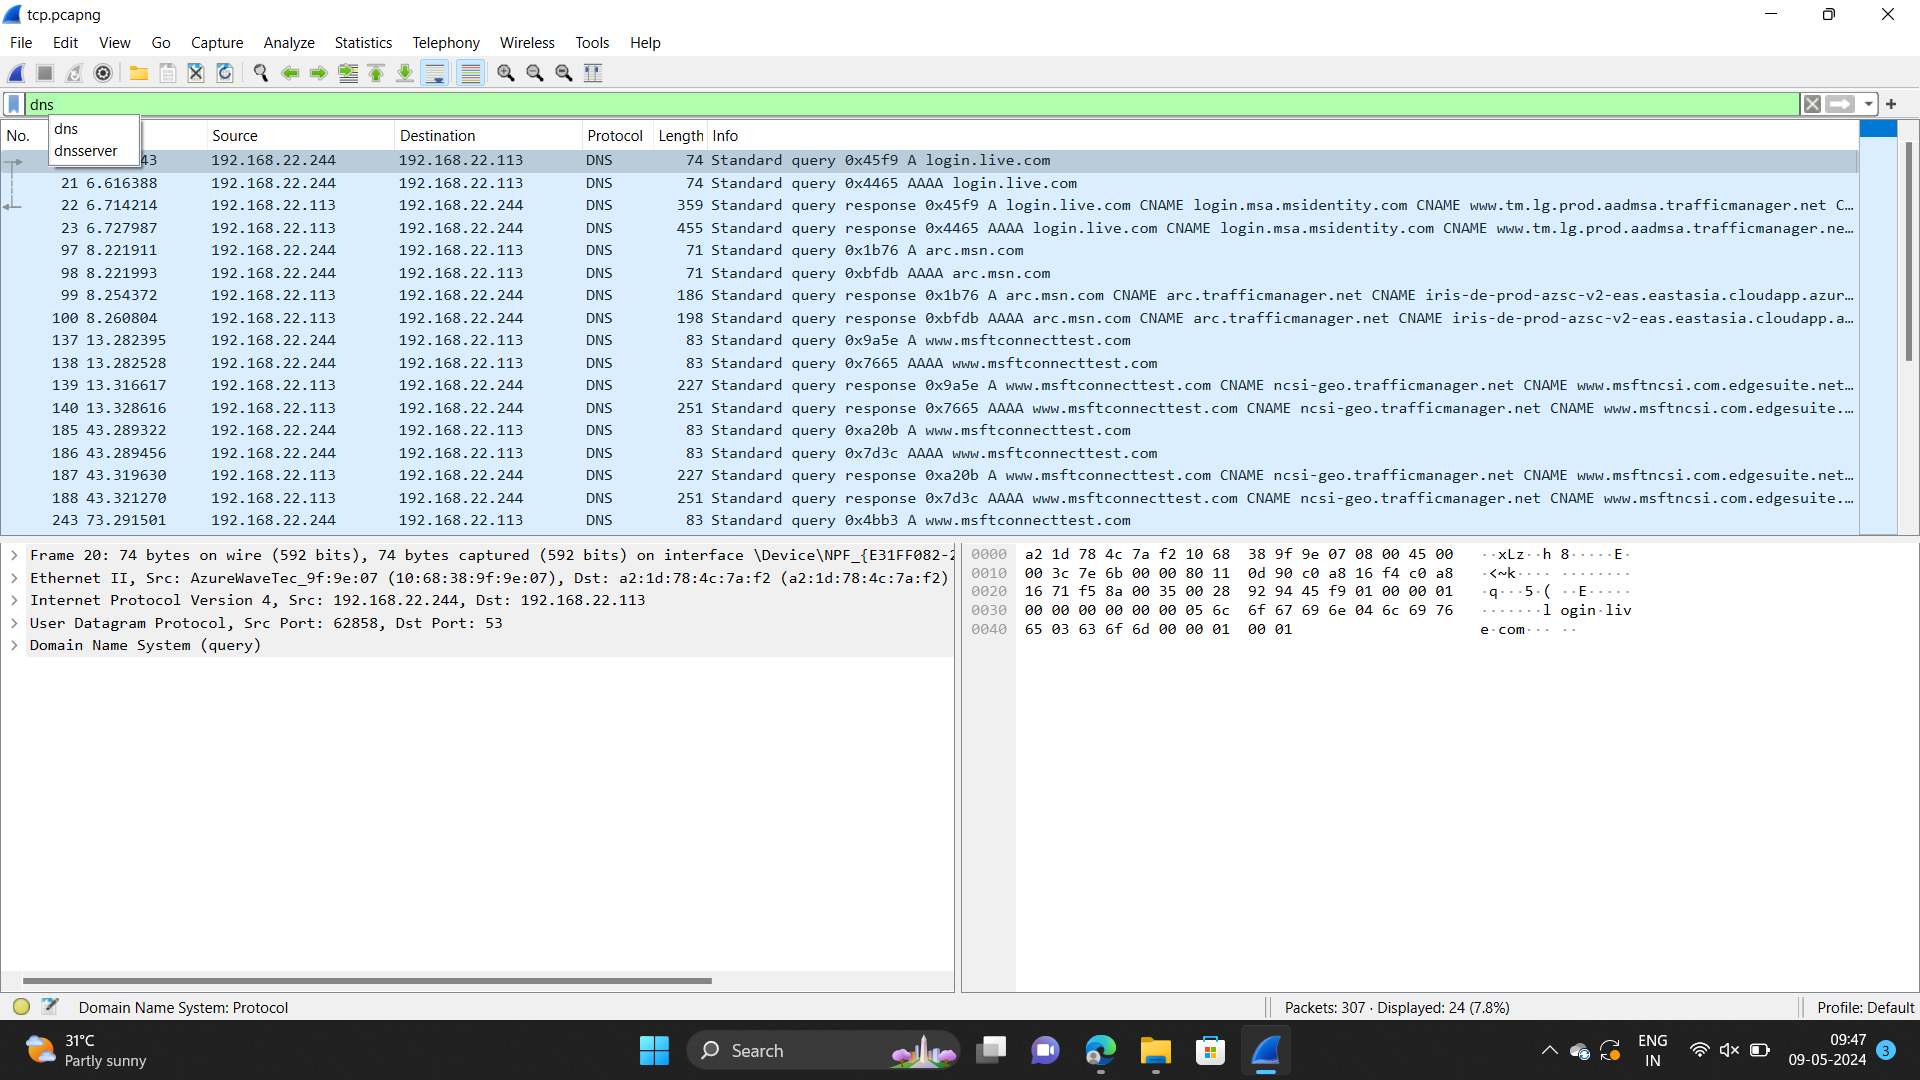 tcp.pcapng
File Edit View Go Capture Analyze Statistics Telephony Wireless Tools Help
dns
dns
dnsserver
No. Source Destination Protocol Length Info
43 192.168.22.244 192.168.22.113 DNS 74 Standard query 0x45f9 A login.live.com
21 6.616388 192.168.22.244 192.168.22.113 DNS 74 Standard query 0x4465 AAAA login.live.com
22 6.714214 192.168.22.113 192.168.22.244 DNS 359 Standard query response 0x45f9 A login.live.com CNAME login.msa.msidentity.com CNAME www.tm.lg.prod.aadmsa.trafficmanager.net C…
23 6.727987 192.168.22.113 192.168.22.244 DNS 455 Standard query response 0x4465 AAAA login.live.com CNAME login.msa.msidentity.com CNAME www.tm.lg.prod.aadmsa.trafficmanager.ne…
97 8.221911 192.168.22.244 192.168.22.113 DNS 71 Standard query 0x1b76 A arc.msn.com
98 8.221993 192.168.22.244 192.168.22.113 DNS 71 Standard query 0xbfdb AAAA arc.msn.com
99 8.254372 192.168.22.113 192.168.22.244 DNS 186 Standard query response 0x1b76 A arc.msn.com CNAME arc.trafficmanager.net CNAME iris-de-prod-azsc-v2-eas.eastasia.cloudapp.azur…
100 8.260804 192.168.22.113 192.168.22.244 DNS 198 Standard query response 0xbfdb AAAA arc.msn.com CNAME arc.trafficmanager.net CNAME iris-de-prod-azsc-v2-eas.eastasia.cloudapp.a…
137 13.282395 192.168.22.244 192.168.22.113 DNS 83 Standard query 0x9a5e A www.msftconnecttest.com
138 13.282528 192.168.22.244 192.168.22.113 DNS 83 Standard query 0x7665 AAAA www.msftconnecttest.com
139 13.316617 192.168.22.113 192.168.22.244 DNS 227 Standard query response 0x9a5e A www.msftconnecttest.com CNAME ncsi-geo.trafficmanager.net CNAME www.msftncsi.com.edgesuite.net…
140 13.328616 192.168.22.113 192.168.22.244 DNS 251 Standard query response 0x7665 AAAA www.msftconnecttest.com CNAME ncsi-geo.trafficmanager.net CNAME www.msftncsi.com.edgesuite.…
185 43.289322 192.168.22.244 192.168.22.113 DNS 83 Standard query 0xa20b A www.msftconnecttest.com
186 43.289456 192.168.22.244 192.168.22.113 DNS 83 Standard query 0x7d3c AAAA www.msftconnecttest.com
187 43.319630 192.168.22.113 192.168.22.244 DNS 227 Standard query response 0xa20b A www.msftconnecttest.com CNAME ncsi-geo.trafficmanager.net CNAME www.msftncsi.com.edgesuite.net…
188 43.321270 192.168.22.113 192.168.22.244 DNS 251 Standard query response 0x7d3c AAAA www.msftconnecttest.com CNAME ncsi-geo.trafficmanager.net CNAME www.msftncsi.com.edgesuite.…
243 73.291501 192.168.22.244 192.168.22.113 DNS 83 Standard query 0x4bb3 A www.msftconnecttest.com
Frame 20: 74 bytes on wire (592 bits), 74 bytes captured (592 bits) on interface \Device\NPF_{E31FF082-2
Ethernet II, Src: AzureWaveTec_9f:9e:07 (10:68:38:9f:9e:07), Dst: a2:1d:78:4c:7a:f2 (a2:1d:78:4c:7a:f2)
Internet Protocol Version 4, Src: 192.168.22.244, Dst: 192.168.22.113
User Datagram Protocol, Src Port: 62858, Dst Port: 53
Domain Name System (query)
0000 a2 1d 78 4c 7a f2 10 68 38 9f 9e 07 08 00 45 00 ··xLz··h 8·····E·
0010 00 3c 7e 6b 00 00 80 11 0d 90 c0 a8 16 f4 c0 a8 ·<~k···· ········
0020 16 71 f5 8a 00 35 00 28 92 94 45 f9 01 00 00 01 ·q···5·( ··E·····
0030 00 00 00 00 00 00 05 6c 6f 67 69 6e 04 6c 69 76 ·······l ogin·liv
0040 65 03 63 6f 6d 00 00 01 00 01 e·com··· ··
Domain Name System: Protocol
Packets: 307 · Displayed: 24 (7.8%)
Profile: Default
31°C
Partly sunny
Search
ENG
IN
09:47
09-05-2024
3